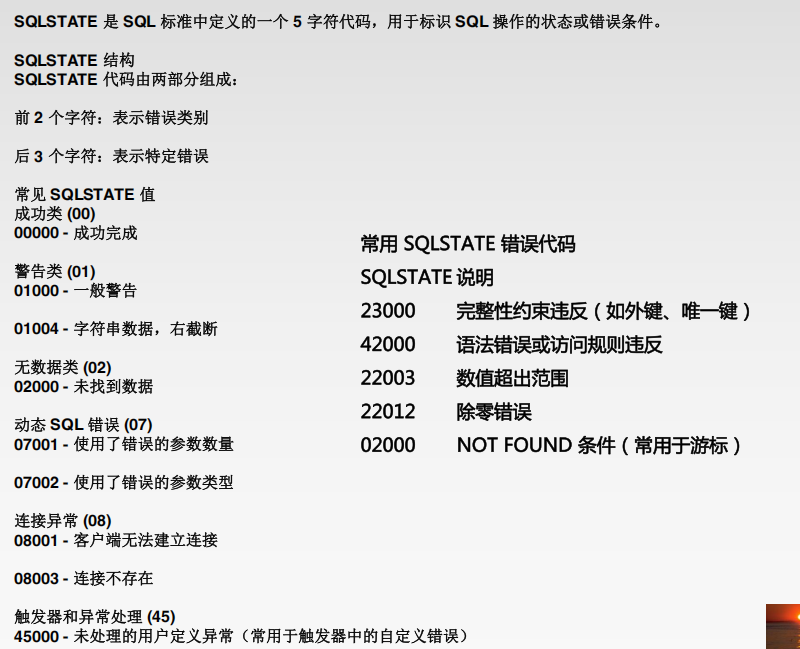 SQLSTATE 是 SQL 标准中定义的一个 5 字符代码，用于标识 SQL 操作的状态或错误条件。
SQLSTATE 结构
SQLSTATE 代码由两部分组成：
前 2 个字符：表示错误类别
后 3 个字符：表示特定错误
常见 SQLSTATE 值
成功类 (00)
00000 - 成功完成
警告类 (01)
01000 - 一般警告
01004 - 字符串数据，右截断
无数据类 (02)
02000 - 未找到数据
动态 SQL 错误 (07)
07001 - 使用了错误的参数数量
07002 - 使用了错误的参数类型
连接异常 (08)
08001 - 客户端无法建立连接
08003 - 连接不存在
触发器和异常处理 (45)
45000 - 未处理的用户定义异常（常用于触发器中的自定义错误）
常用 SQLSTATE 错误代码
SQLSTATE 说明
23000 完整性约束违反（如外键、唯一键）
42000 语法错误或访问规则违反
22003 数值超出范围
22012 除零错误
02000 NOT FOUND 条件（常用于游标）